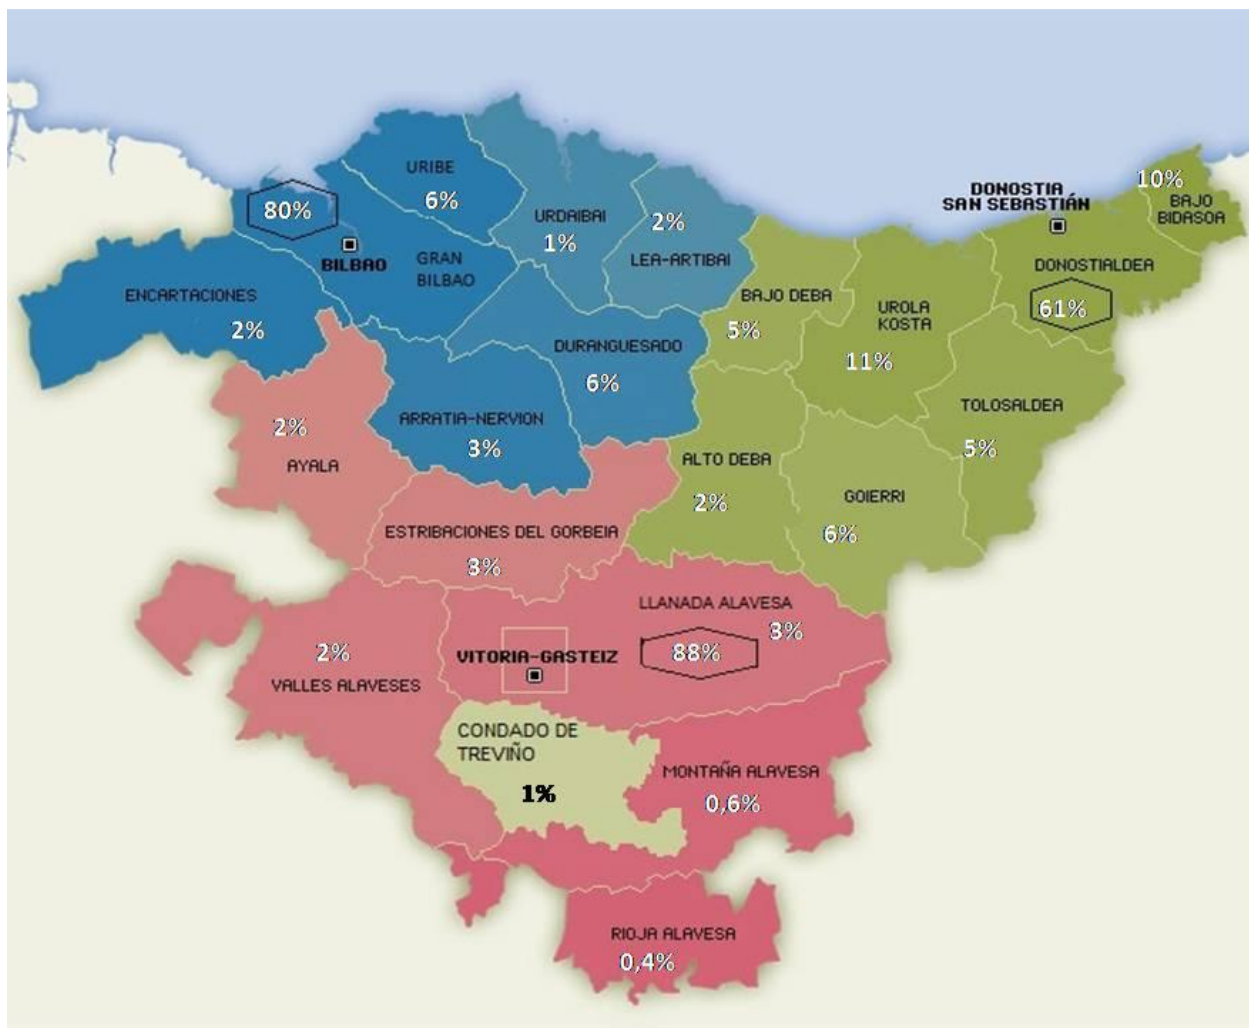 URIBE
6%
80%
BILBAO
GRAN
BILBAO
URDAIBAI
1%
2%
LEA-ARTIBAI
DONOSTIA
SAN SEBASTIÁN
10%
BAJO
BIDASOA
DONOSTIALDEA
61%
ENCARTACIONES
2%
BAJO DEBA
5%
UROLA
KOSTA
11%
DURANGUESADO
6%
TOLOSALDEA
5%
ARRATIA-NERVION
3%
2%
AYALA
ALTO DEBA
2%
GOIERRI
6%
ESTRIBACIONES DEL GORBEIA
3%
LLANADA ALAVESA
3%
88%
VITORIA-GASTEIZ
2%
VALLES ALAVESES
CONDADO DE
TREVIÑO
1%
MONTAÑA ALAVESA
0,6%
RIOJA ALAVESA
0,4%